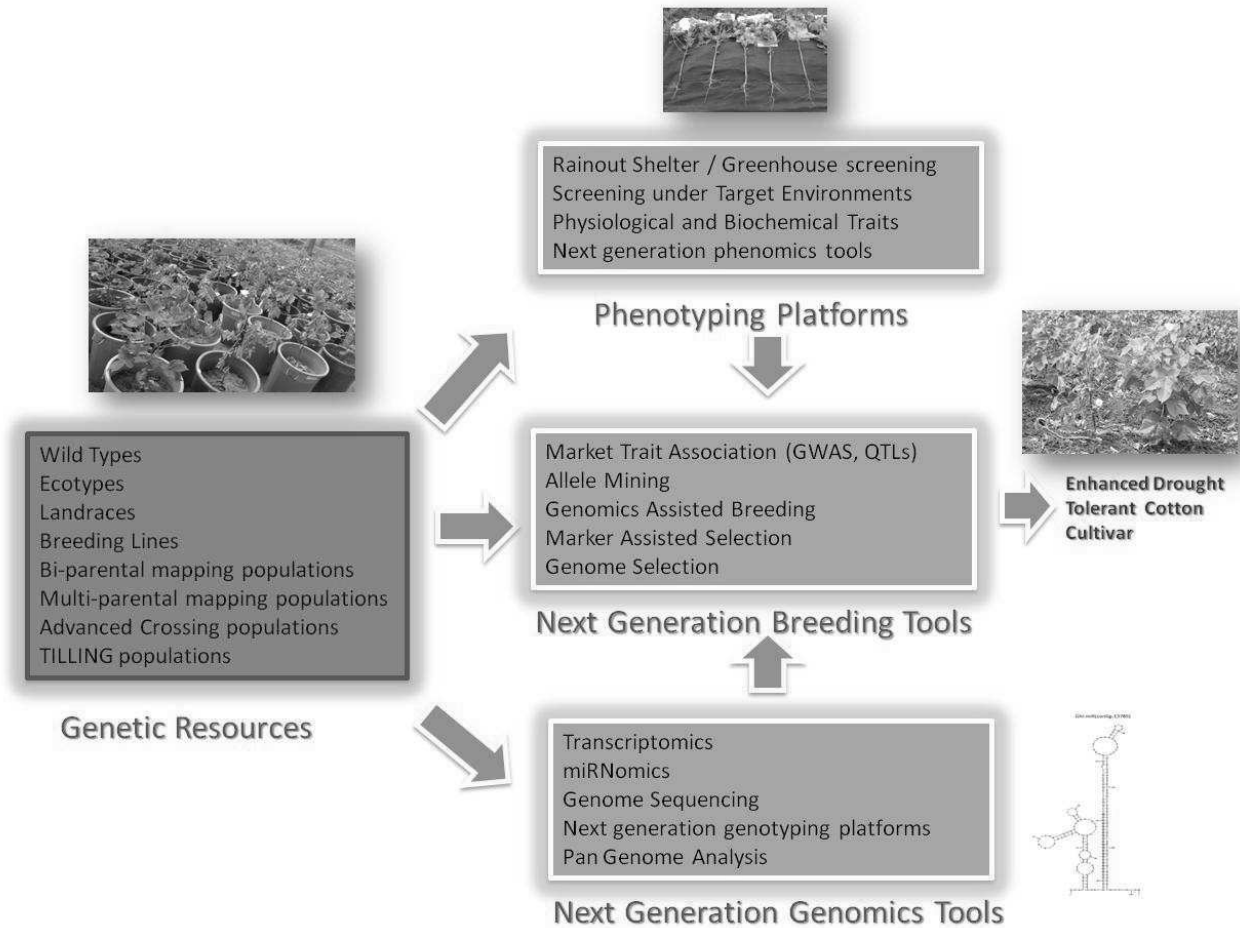 Rainout Shelter / Greenhouse screening
Screening under Target Environments
Physiological and Biochemical Traits
Next generation phenomics tools
Phenotyping Platforms
Wild Types
Ecotypes
Landraces
Breeding Lines
Bi-parental mapping populations
Multi-parental mapping populations
Advanced Crossing populations
TILLING populations
Genetic Resources
Market Trait Association (GWAS, QTLs)
Allele Mining
Genomics Assisted Breeding
Marker Assisted Selection
Genome Selection
Next Generation Breeding Tools
Enhanced Drought
Tolerant Cotton
Cultivar
Transcriptomics
miRNomics
Genome Sequencing
Next generation genotyping platforms
Pan Genome Analysis
Next Generation Genomics Tools